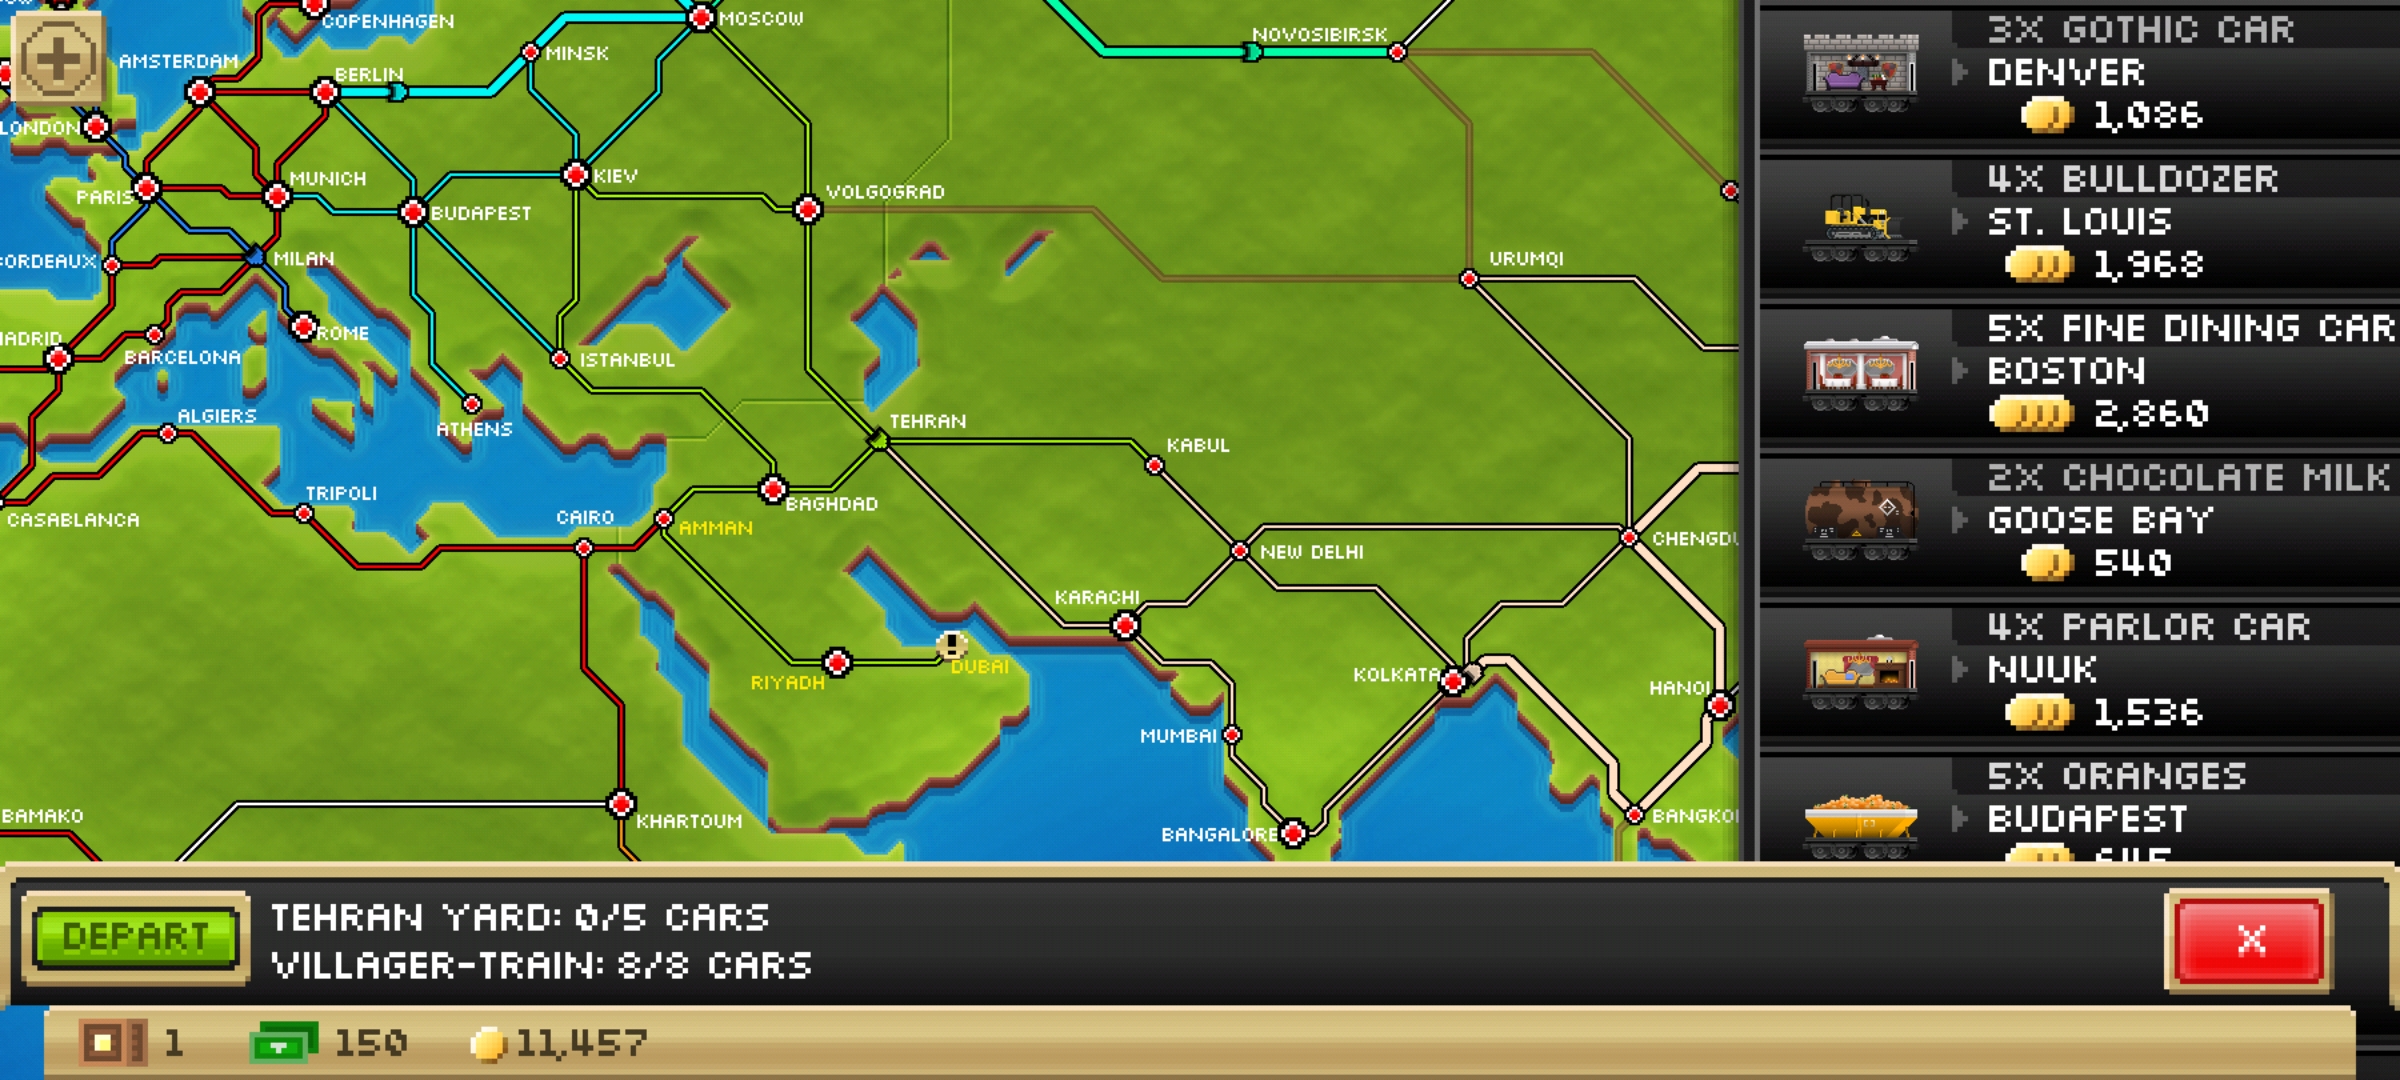 COPENHAGEN
MOSCOW
NOVOSIBIRSK
MINSK
AMSTERDAM
BERLIN
LONDON
KIEV
MUNICH
PARIS
VOLGOGRAD
BUDAPEST
MILAN
ORDEAUX
URUMQI
ADRID
ROME
BARCELONA
ISTANBUL
ALGIERS
ATHENS
TEHRAN
KABUL
TRIPOLI
BAGHDAD
CASABLANCA
CAIRO
AMMAN
NEW DELHI
CHENGDU
KARACHI
RIYADH
DUBAI
KOLKATA
HANOI
MUMBAI
BAMAKO
KHARTOUM
BANGALORE
BANGKO
3X GOTHIC CAR
DENVER
1,086
4X BULLDOZER
ST. LOUIS
1,968
5X FINE DINING CAR
BOSTON
2,860
2X CHOCOLATE MILK
GOOSE BAY
540
4X PARLOR CAR
NUUK
1,536
5X ORANGES
BUDAPEST
DEPART
TEHRAN YARD: 0/5 CARS
VILLAGER-TRAIN: 8/8 CARS
X
1
150
11,457